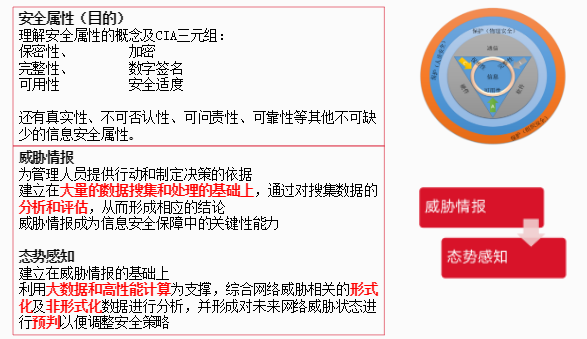 安全属性（目的）
理解安全属性的概念及CIA三元组：
保密性、 加密
完整性、 数字签名
可用性 安全适度
还有真实性、不可否认性、可问责性、可靠性等其他不可缺
少的信息安全属性。
威胁情报
为管理人员提供行动和制定决策的依据
建立在大量的数据搜集和处理的基础上，通过对搜集数据的
分析和评估，从而形成相应的结论
威胁情报成为信息安全保障中的关键性能力
态势感知
建立在威胁情报的基础上
利用大数据和高性能计算为支撑，综合网络威胁相关的形式
化及非形式化数据进行分析，并形成对未来网络威胁状态进
行预判以便调整安全策略
通信
信息
可用性
硬件
软件
威胁情报
态势感知